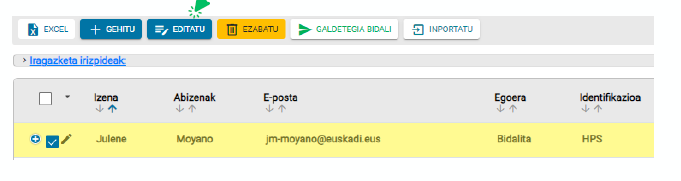 EXCEL GEHITU EDITATU EZABATU GALDETEGIA BIDALI INPORTATU
Iragazketa irizpideak:
Izena Abizenak E-posta Egoera Identifikazioa
Julene Moyano jm-moyano@euskadi.eus Bidalita HPS